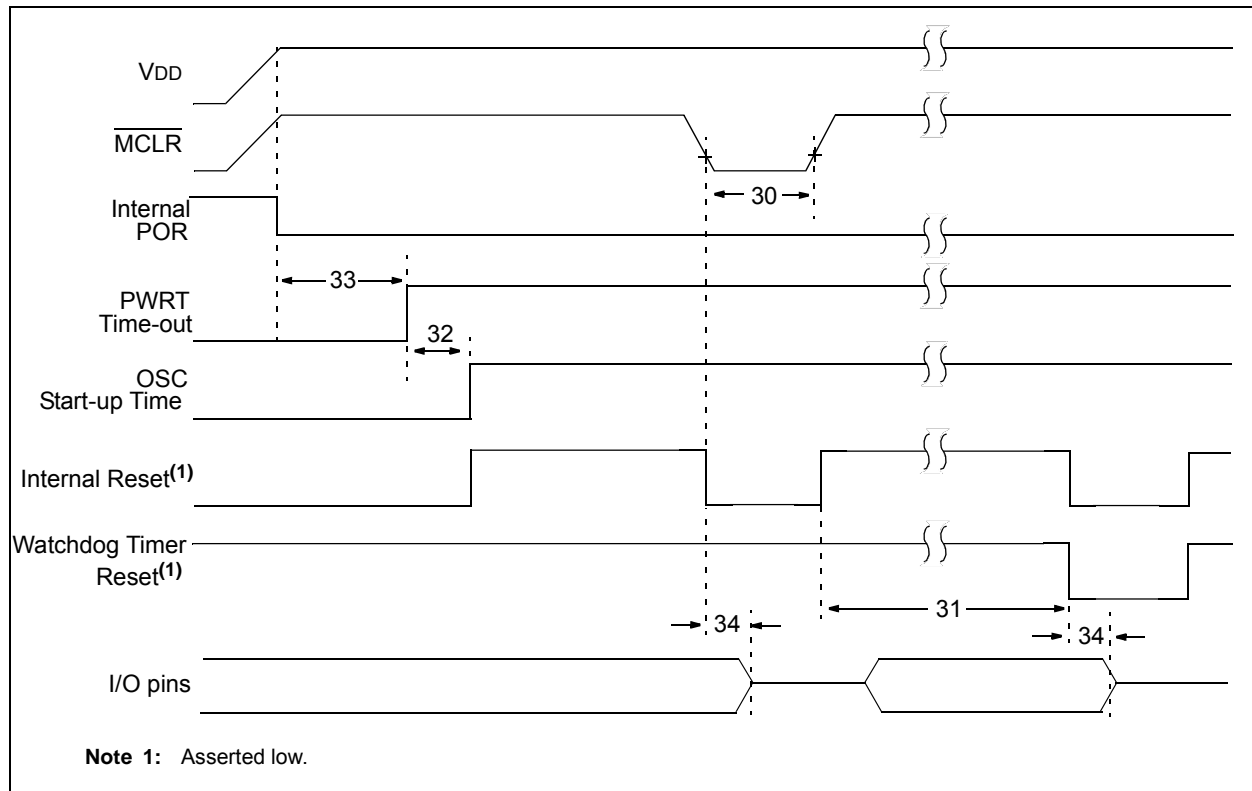 VDD
MCLR
30
Internal
POR
33
PWRT
Time-out
32
OSC
Start-up Time
Internal Reset(1)
Watchdog Timer
Reset(1)
31
34
34
I/O pins
Note 1: Asserted low.